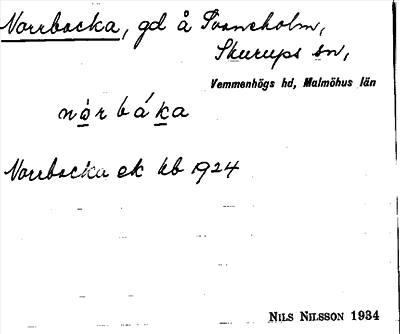 Norrbacka, gd å Svaneholm,
Skurups sn,
Vemmenhögs hd, Malmöhus län
nòrbáka
Norrbacka ek kb 1924
NILS NILSSON 1934